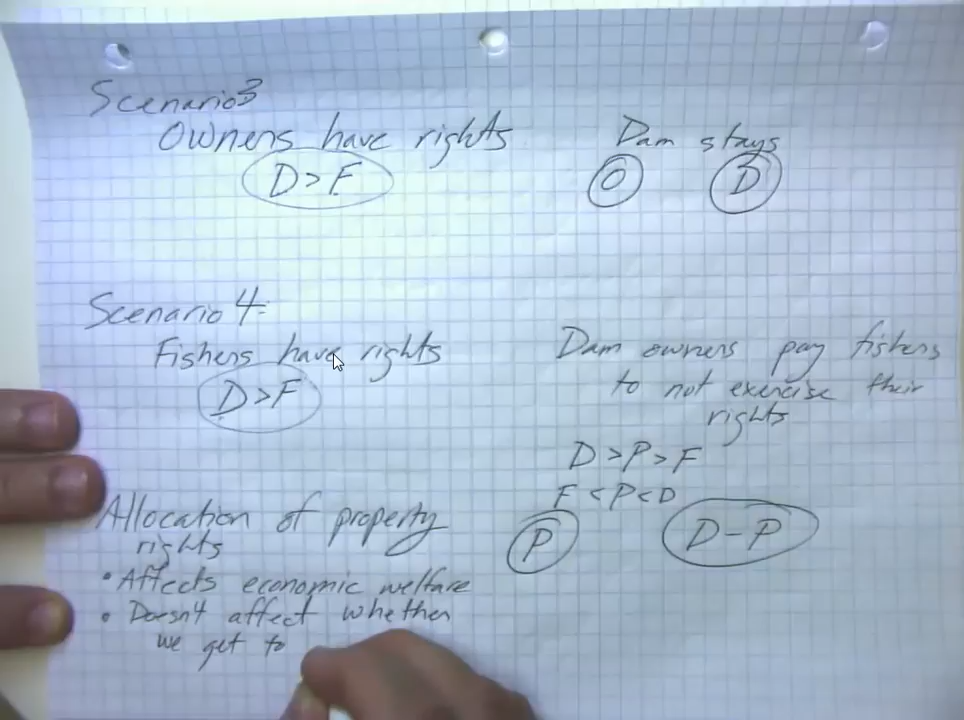 Scenario 3
Owners have rights
Dam stays
D > F
O
D
Scenario 4:
Fishers have rights
D > F
Dam owners pay fishers
to not exercise their
rights
D > P > F
F < P < D
P
D - P
Allocation of property
rights
• Affects economic welfare
• Doesn't affect whether
we get to